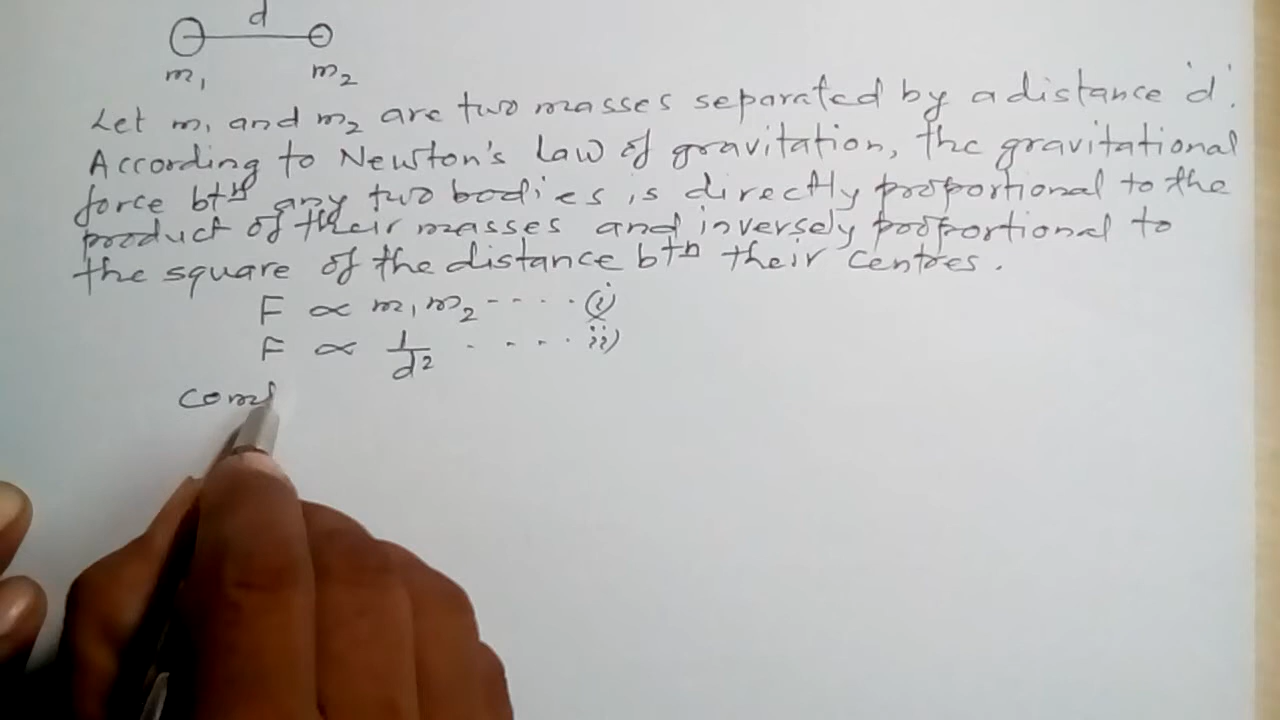 d
m₁ m₂
Let m₁ and m₂ are two masses separated by a distance 'd'.
According to Newton's Law of gravitation, the gravitational
force btⁿ any two bodies is directly proportional to the
product of their masses and inversely proportional to
the square of the distance btⁿ their centres.
F ∝ m₁m₂ ---- (i)
F ∝ 1/d² ---- ii)
Com